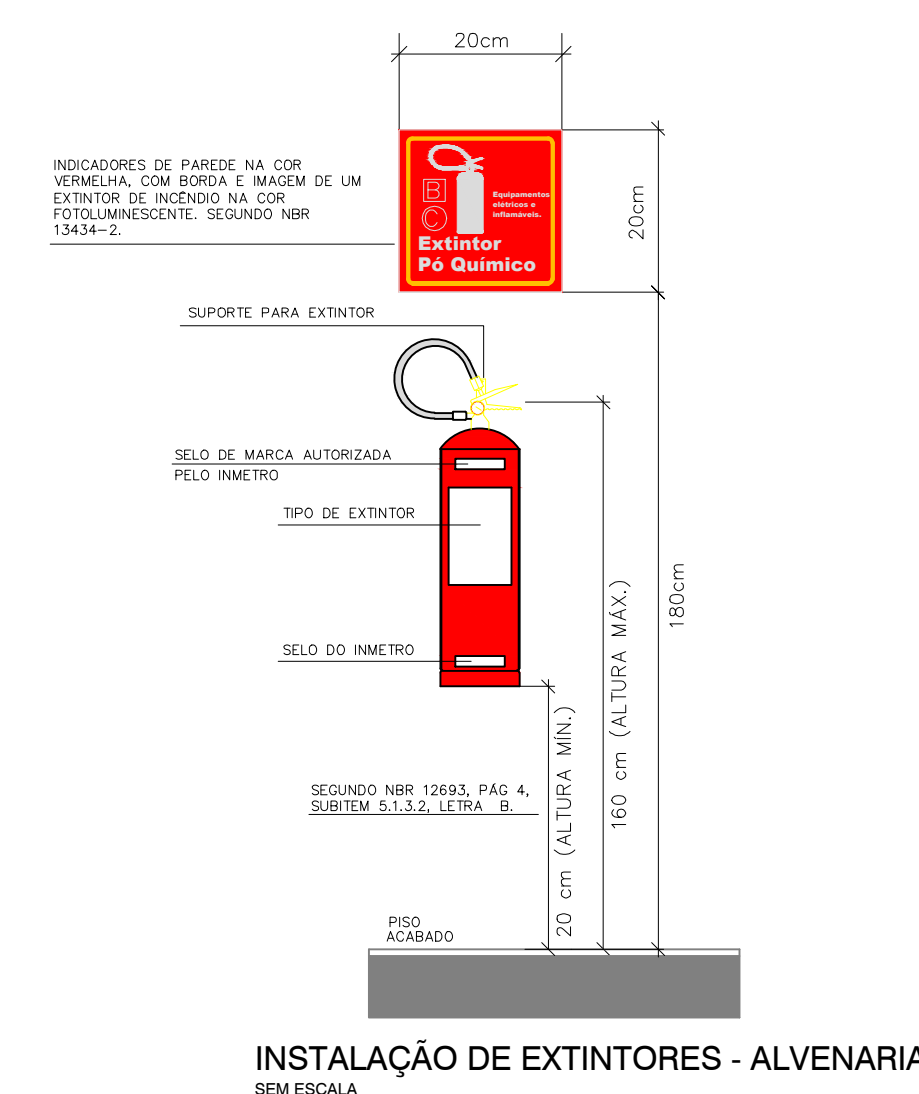 20cm
INDICADORES DE PAREDE NA COR
VERMELHA, COM BORDA E IMAGEM DE UM
EXTINTOR DE INCÊNDIO NA COR
FOTOLUMINESCENTE. SEGUNDO NBR
13434-2.
B
C
Equipamentos
elétricos e
inflamáveis.
Extintor
Pó Químico
20cm
SUPORTE PARA EXTINTOR
SELO DE MARCA AUTORIZADA
PELO INMETRO
TIPO DE EXTINTOR
SELO DO INMETRO
180cm
160 cm (ALTURA MÁX.)
20 cm (ALTURA MÍN.)
SEGUNDO NBR 12693, PÁG 4,
SUBITEM 5.1.3.2, LETRA B.
PISO
ACABADO
INSTALAÇÃO DE EXTINTORES - ALVENARIA
SEM ESCALA